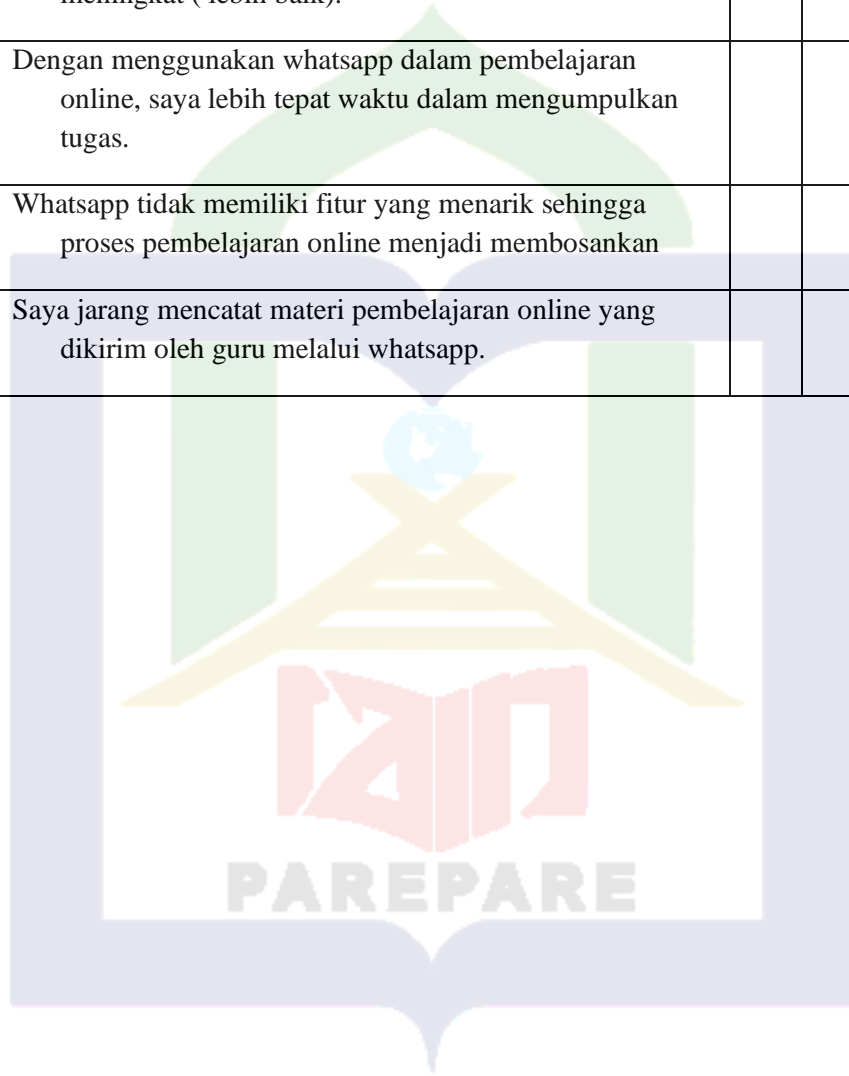 meningkat ( lebih baik).
Dengan menggunakan whatsapp dalam pembelajaran
online, saya lebih tepat waktu dalam mengumpulkan
tugas.
Whatsapp tidak memiliki fitur yang menarik sehingga
proses pembelajaran online menjadi membosankan
Saya jarang mencatat materi pembelajaran online yang
dikirim oleh guru melalui whatsapp.
iain
PAREPARE